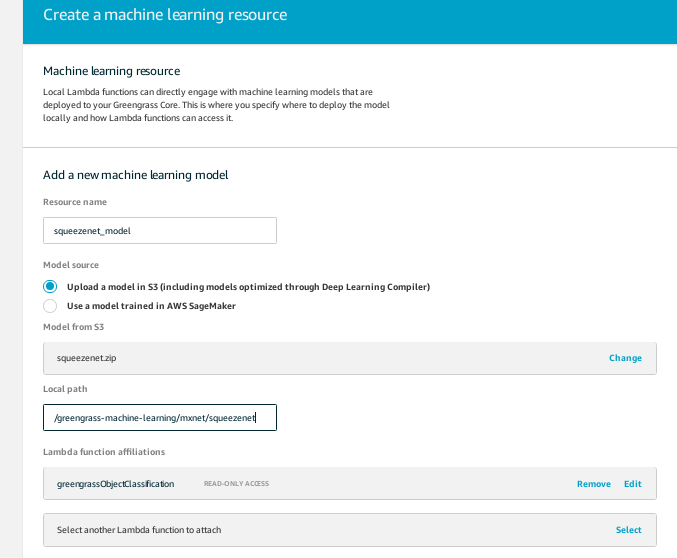 Create a machine learning resource
Machine learning resource
Local Lambda functions can directly engage with machine learning models that are
deployed to your Greengrass Core. This is where you specify where to deploy the model
locally and how Lambda functions can access it.
Add a new machine learning model
Resource name
squeezenet_model
Model source
Upload a model in S3 (including models optimized through Deep Learning Compiler)
Use a model trained in AWS SageMaker
Model from S3
squeezenet.zip Change
Local path
/greengrass-machine-learning/mxnet/squeezenet
Lambda function affiliations
greengrassObjectClassification READ-ONLY ACCESS Remove Edit
Select another Lambda function to attach Select